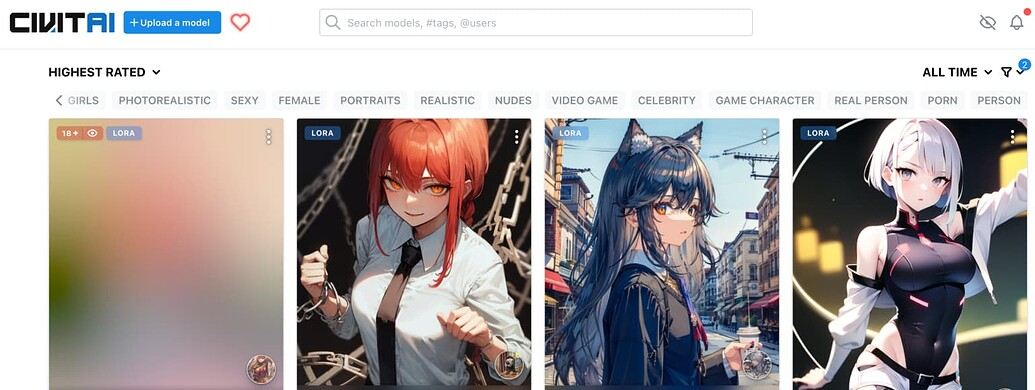 CIVITAI
+Upload a model
Search models, #tags, @users
2
HIGHEST RATED
ALL TIME
GIRLS PHOTOREALISTIC SEXY FEMALE PORTRAITS REALISTIC NUDES VIDEO GAME CELEBRITY GAME CHARACTER REAL PERSON PORN PERSON
18+ LORA
LORA
LORA
LORA